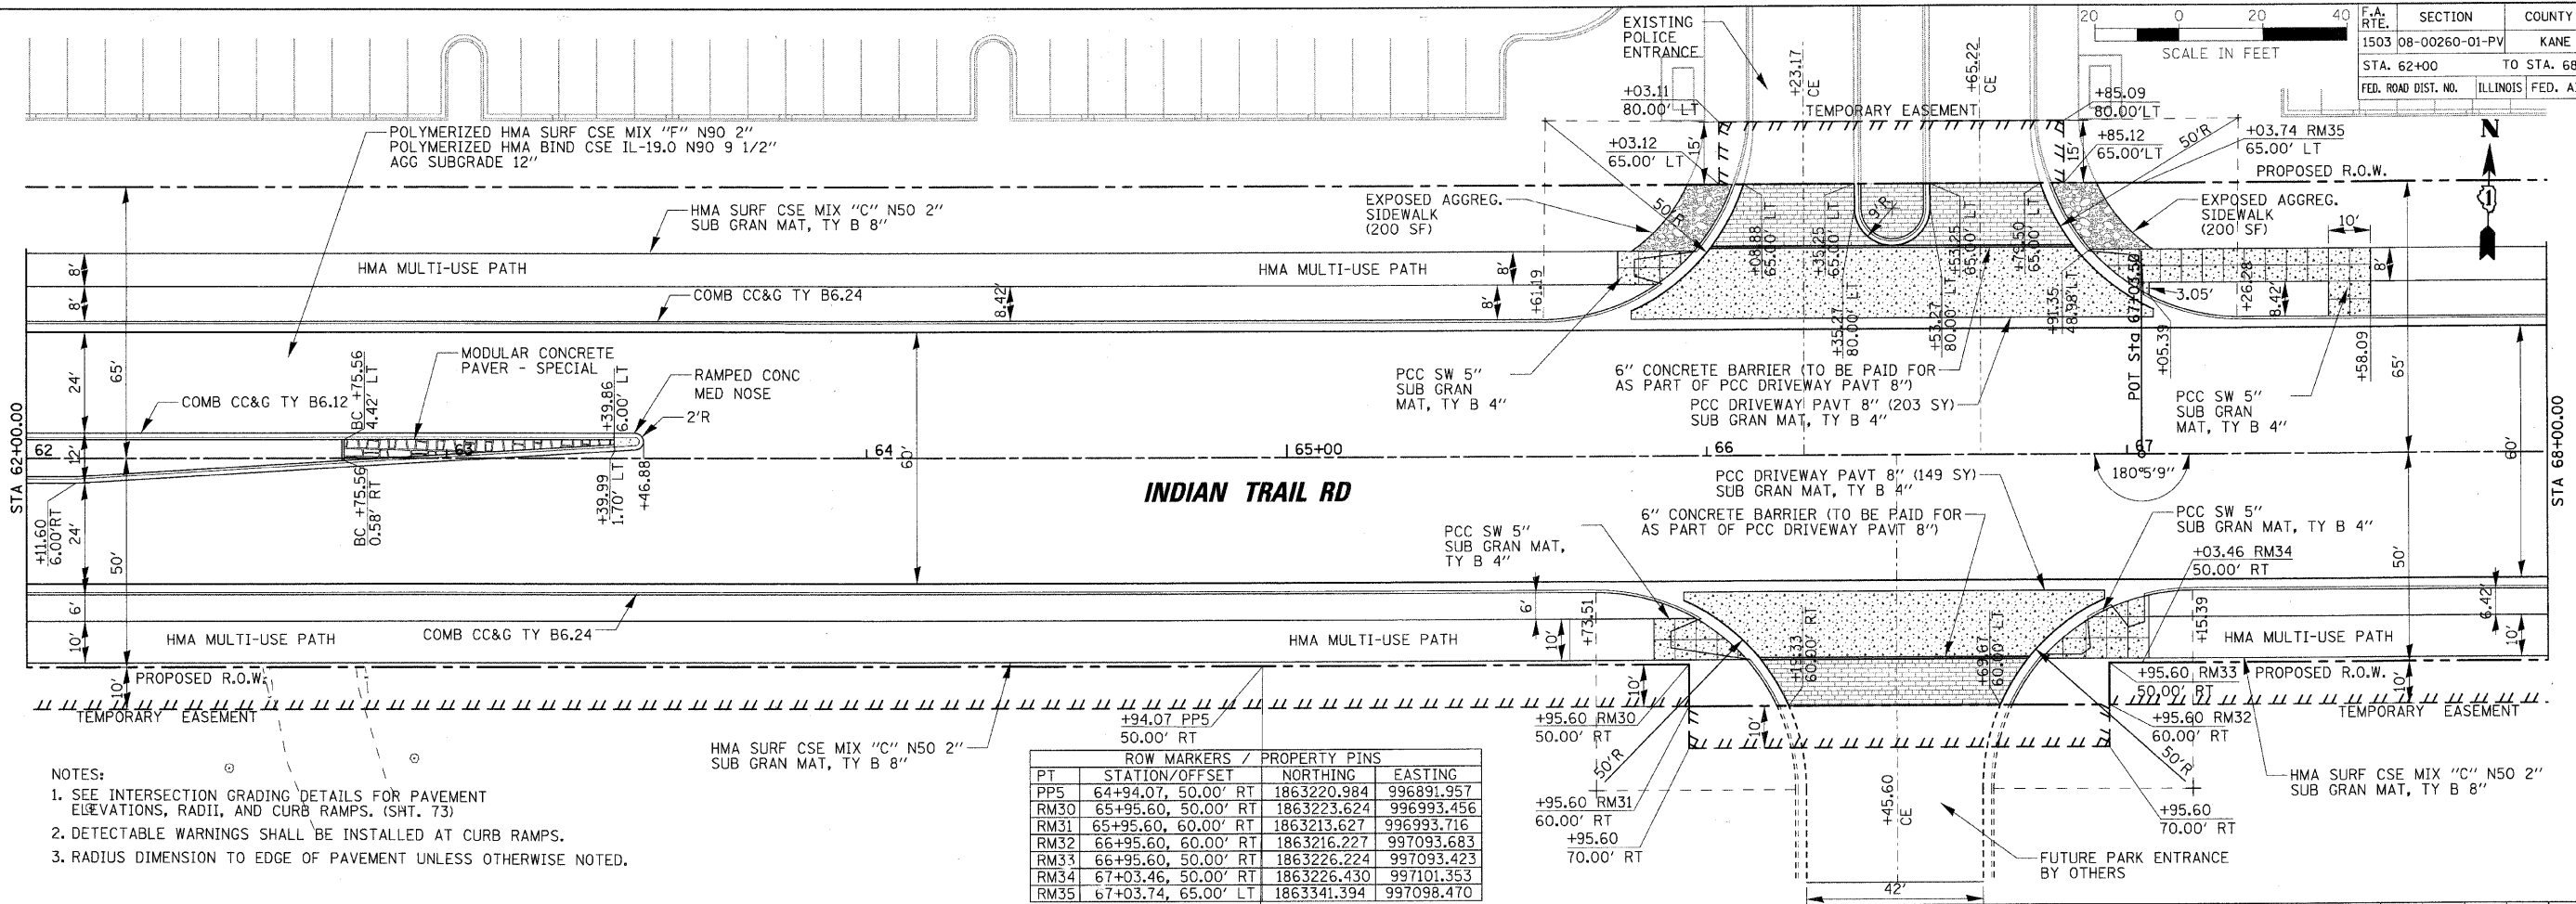 20 0 20 40
SCALE IN FEET
F.A. RTE. SECTION COUNTY
1503 08-00260-01-PV KANE
STA. 62+00 TO STA. 68
FED. ROAD DIST. NO. ILLINOIS FED. A
EXISTING
POLICE
ENTRANCE
+23.17
CE
+65.22
CE
+03.11
80.00' LT
TEMPORARY EASEMENT
+85.09
80.00'LT
+03.12
65.00' LT
15'
15'
+85.12
65.00'LT
50'R
+03.74 RM35
65.00' LT
N
1
PROPOSED R.O.W.
POLYMERIZED HMA SURF CSE MIX "F" N90 2"
POLYMERIZED HMA BIND CSE IL-19.0 N90 9 1/2"
AGG SUBGRADE 12"
HMA SURF CSE MIX "C" N50 2"
SUB GRAN MAT, TY B 8"
EXPOSED AGGREG.
SIDEWALK
(200 SF)
50'R
9'R
EXPOSED AGGREG.
SIDEWALK
(200 SF)
10'
+08.88
65.00' LT
+35.25
65.00' LT
+53.25
65.00' LT
+79.50
65.00' LT
8'
HMA MULTI-USE PATH
HMA MULTI-USE PATH
8'
8'
8'
COMB CC&G TY B6.24
8.42'
8'
+61.19
+35.27
80.00' LT
+53.27
80.00' LT
+91.35
48.98' LT
3.05'
+26.28
8.42'
+05.39
+58.09
POT Sta 67+03.50
24'
65'
MODULAR CONCRETE
PAVER - SPECIAL
RAMPED CONC
MED NOSE
2'R
COMB CC&G TY B6.12
BC +75.56
4.42' LT
+39.86
6.00' LT
PCC SW 5"
SUB GRAN
MAT, TY B 4"
6" CONCRETE BARRIER (TO BE PAID FOR
AS PART OF PCC DRIVEWAY PAVT 8")
PCC DRIVEWAY PAVT 8" (203 SY)
SUB GRAN MAT, TY B 4"
PCC SW 5"
SUB GRAN
MAT, TY B 4"
65'
STA 62+00.00
62 63 64 65+00 66 67
12'
60'
60'
STA 68+00.00
180°5'9"
INDIAN TRAIL RD
+11.60
6.00'RT
24'
50'
BC +75.56
0.58' RT
+39.99
1.70' LT
+46.88
PCC DRIVEWAY PAVT 8" (149 SY)
SUB GRAN MAT, TY B 4"
6" CONCRETE BARRIER (TO BE PAID FOR
AS PART OF PCC DRIVEWAY PAVT 8")
PCC SW 5"
SUB GRAN MAT,
TY B 4"
PCC SW 5"
SUB GRAN MAT, TY B 4"
+03.46 RM34
50.00' RT
50'
6'
6'
6.42'
10'
HMA MULTI-USE PATH
COMB CC&G TY B6.24
HMA MULTI-USE PATH
10'
+73.51
+19.33
60.00' RT
+69.67
60.00' LT
+15.39
HMA MULTI-USE PATH
10'
PROPOSED R.O.W.
10'
TEMPORARY EASEMENT
+94.07 PP5
50.00' RT
10'
+95.60 RM30
50.00' RT
10'
+95.60 RM33
50.00' RT
PROPOSED R.O.W.
10'
+95.60 RM32
60.00' RT
TEMPORARY EASEMENT
HMA SURF CSE MIX "C" N50 2"
SUB GRAN MAT, TY B 8"
50'R
50'R
+95.60 RM31
60.00' RT
+95.60
70.00' RT
+45.60
CE
+95.60
70.00' RT
HMA SURF CSE MIX "C" N50 2"
SUB GRAN MAT, TY B 8"
FUTURE PARK ENTRANCE
BY OTHERS
42'
NOTES:
1. SEE INTERSECTION GRADING DETAILS FOR PAVEMENT
ELEVATIONS, RADII, AND CURB RAMPS. (SHT. 73)
2. DETECTABLE WARNINGS SHALL BE INSTALLED AT CURB RAMPS.
3. RADIUS DIMENSION TO EDGE OF PAVEMENT UNLESS OTHERWISE NOTED.
ROW MARKERS / PROPERTY PINS
PT STATION/OFFSET NORTHING EASTING
PP5 64+94.07, 50.00' RT 1863220.984 996891.957
RM30 65+95.60, 50.00' RT 1863223.624 996993.456
RM31 65+95.60, 60.00' RT 1863213.627 996993.716
RM32 66+95.60, 60.00' RT 1863216.227 997093.683
RM33 66+95.60, 50.00' RT 1863226.224 997093.423
RM34 67+03.46, 50.00' RT 1863226.430 997101.353
RM35 67+03.74, 65.00' LT 1863341.394 997098.470